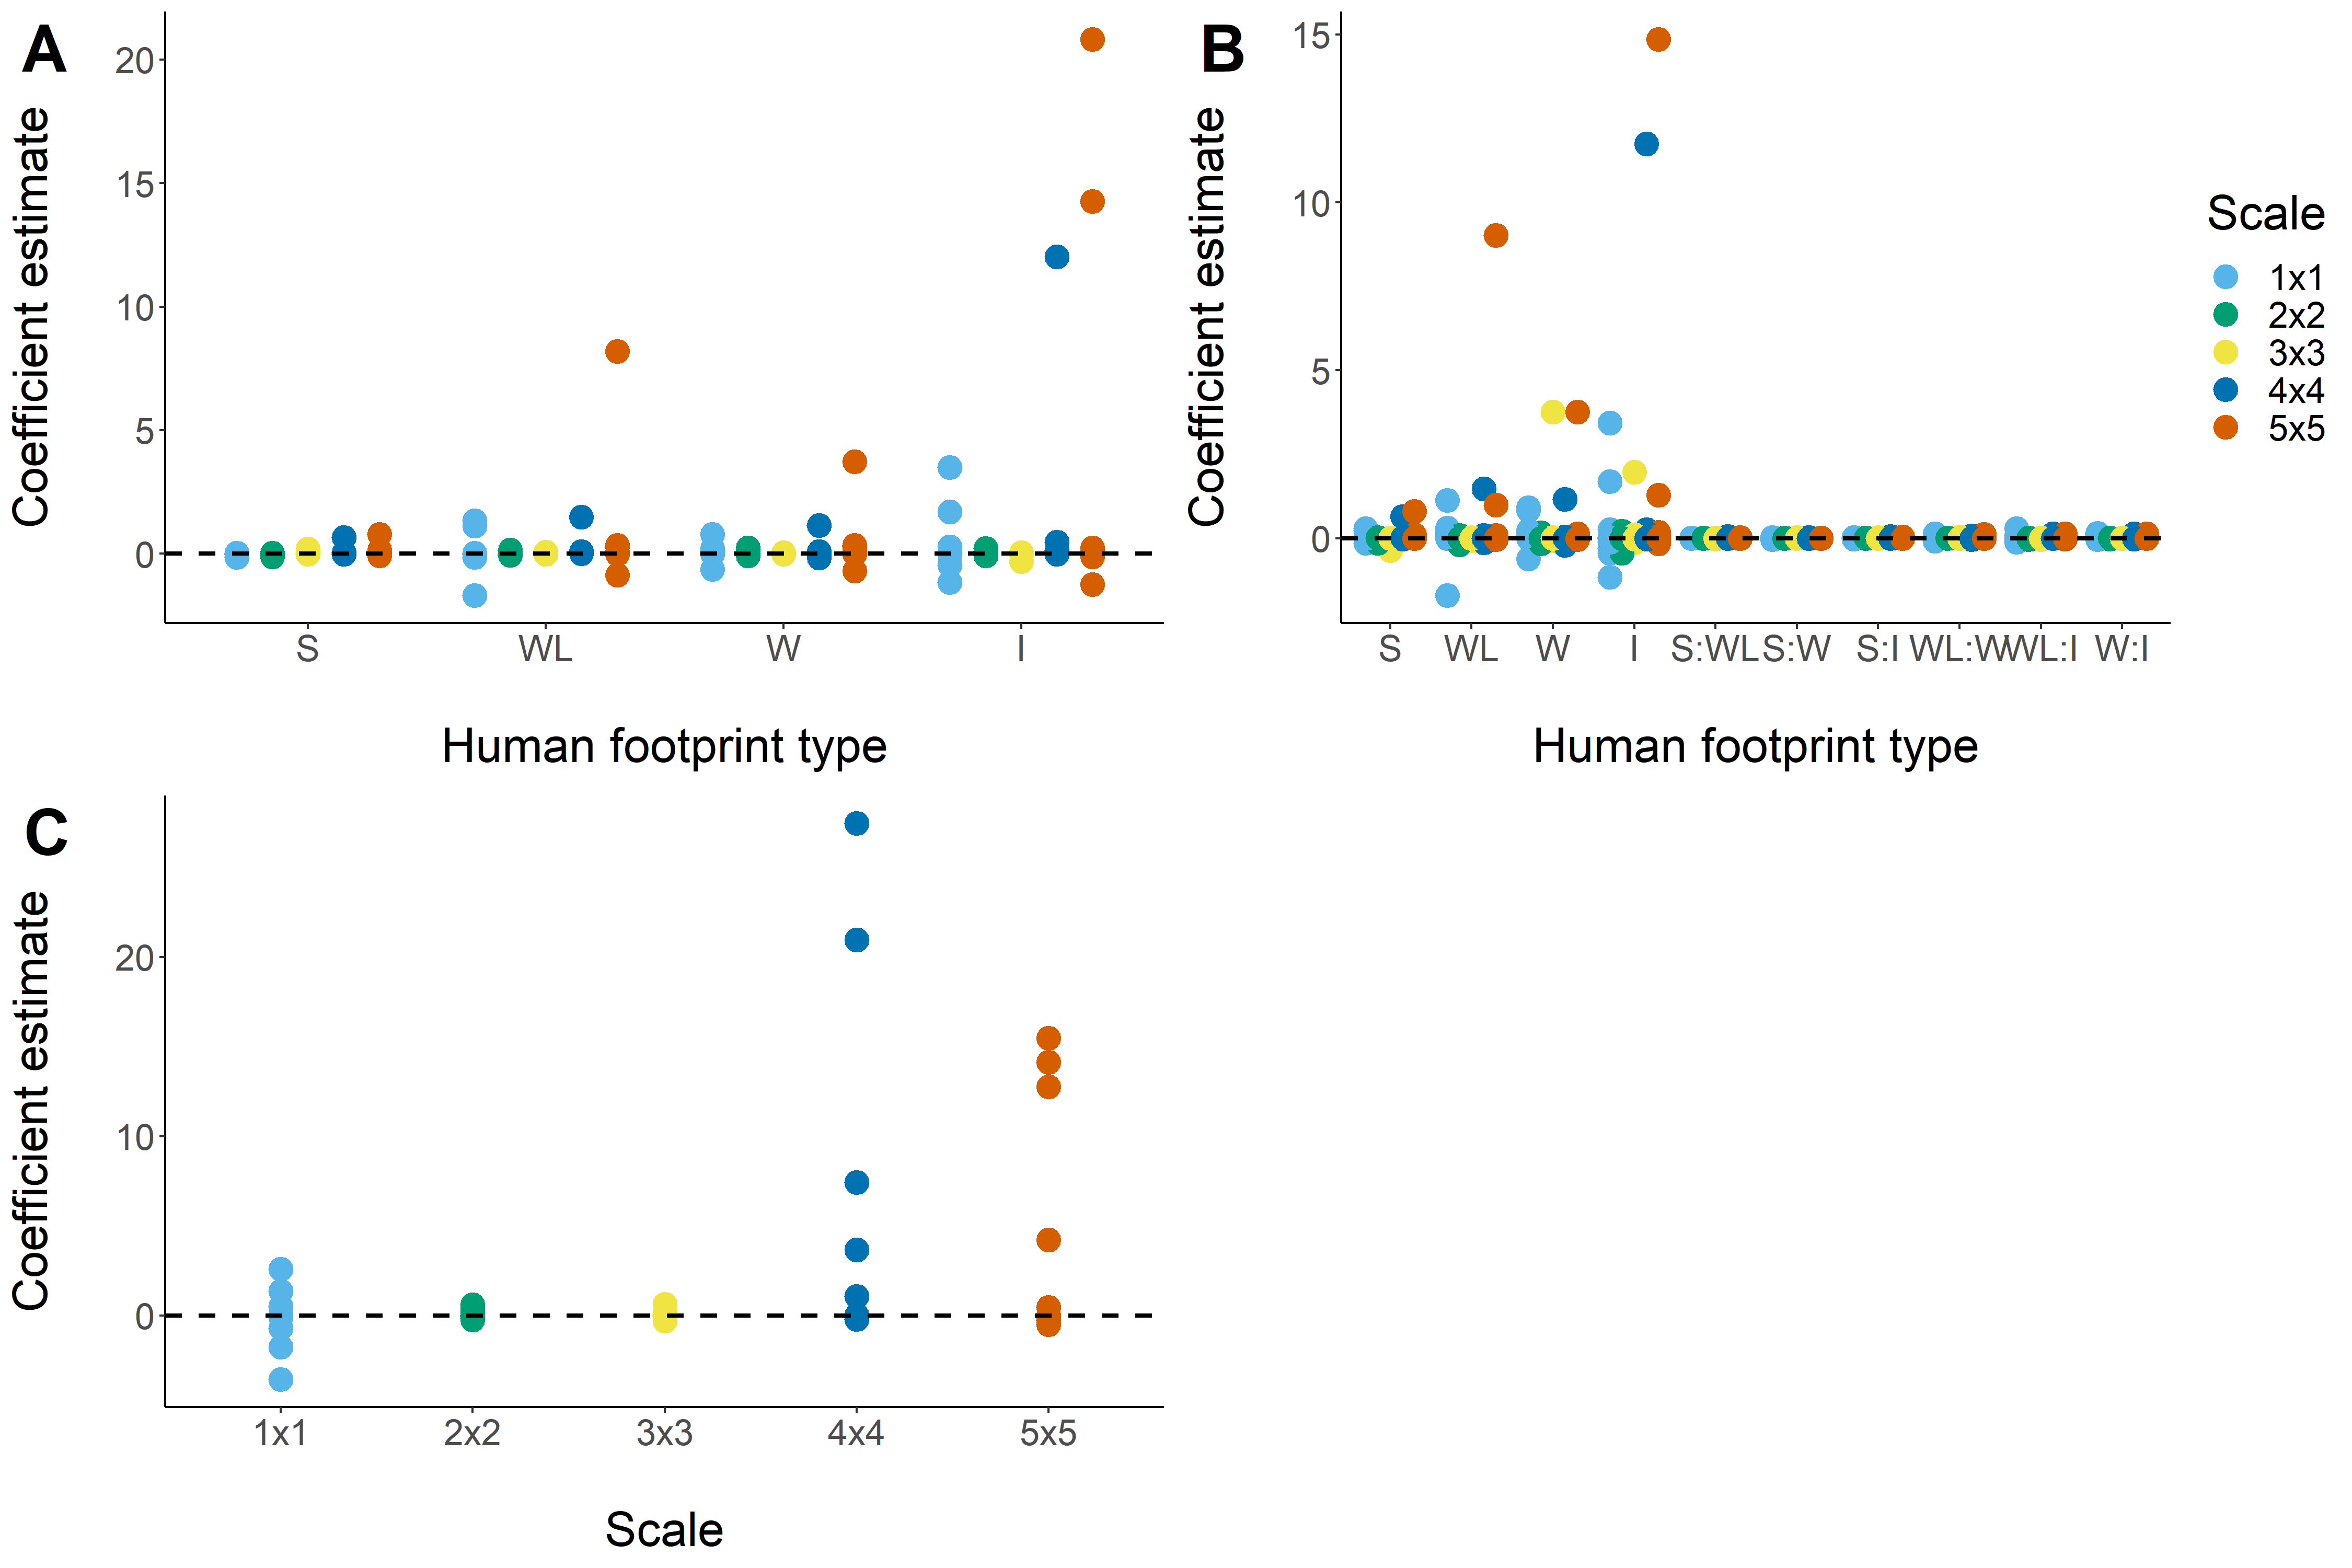 A
Coefficient estimate
20
15
10
5
0
S WL W I
Human footprint type
B
Coefficient estimate
15
10
5
0
S WL W I S:WL S:W S:I WL:W WL:I W:I
Human footprint type
Scale
1x1
2x2
3x3
4x4
5x5
C
Coefficient estimate
20
10
0
1x1 2x2 3x3 4x4 5x5
Scale